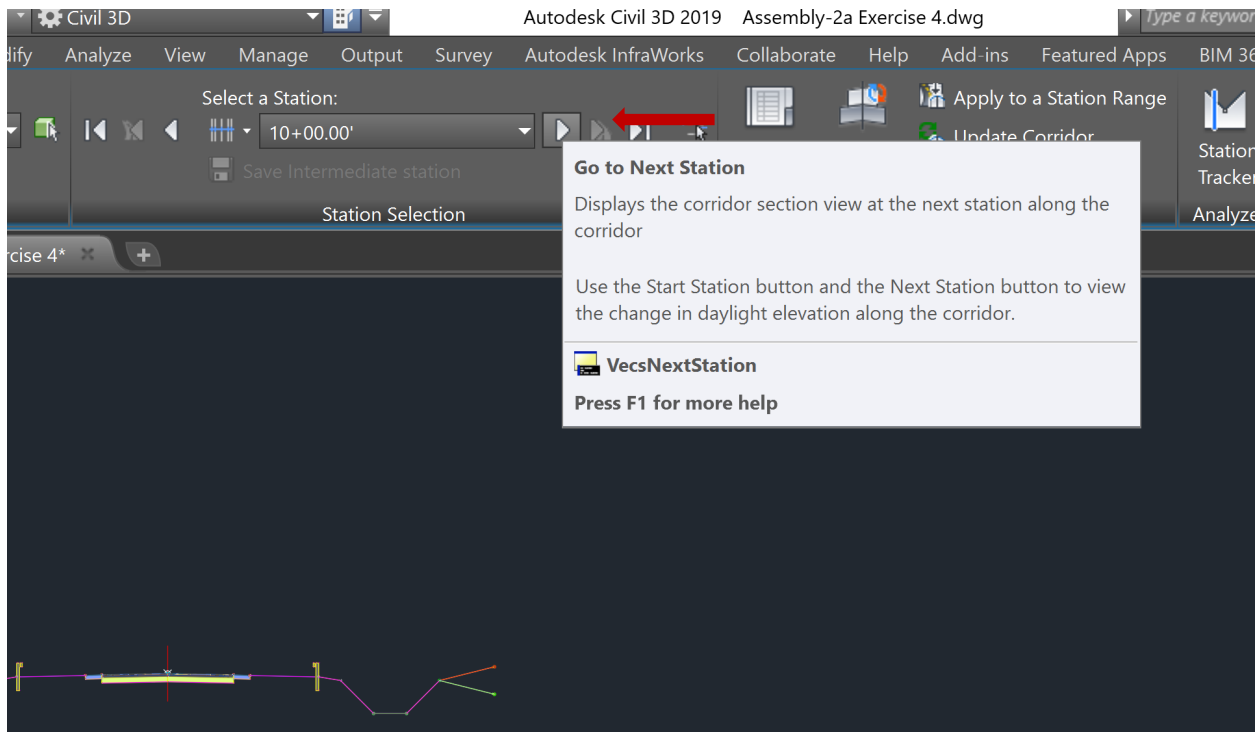 Civil 3D
Autodesk Civil 3D 2019 Assembly-2a Exercise 4.dwg
Type a keywor
dify Analyze View Manage Output Survey Autodesk InfraWorks Collaborate Help Add-ins Featured Apps BIM 36
Select a Station:
Apply to a Station Range
10+00.00'
Update Corridor
Save Intermediate station
Station
Tracker
Station Selection
Analyze
rcise 4*
Go to Next Station
Displays the corridor section view at the next station along the
corridor
Use the Start Station button and the Next Station button to view
the change in daylight elevation along the corridor.
VecsNextStation
Press F1 for more help